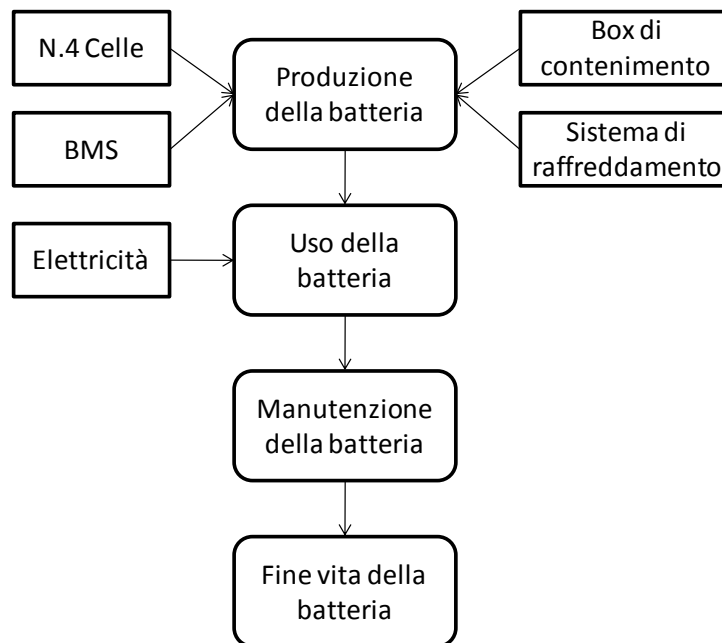 N.4 Celle
Produzione
della batteria
Box di
contenimento
BMS
Sistema di
raffreddamento
Elettricità
Uso della
batteria
Manutenzione
della batteria
Fine vita della
batteria